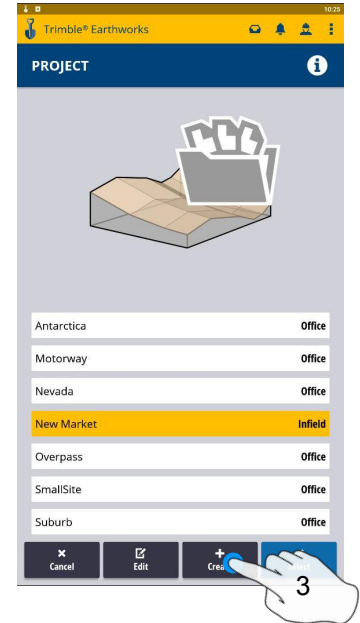 10:25
Trimble® Earthworks
PROJECT
Antarctica Office
Motorway Office
Nevada Office
New Market Infield
Overpass Office
SmallSite Office
Suburb Office
Cancel Edit
3